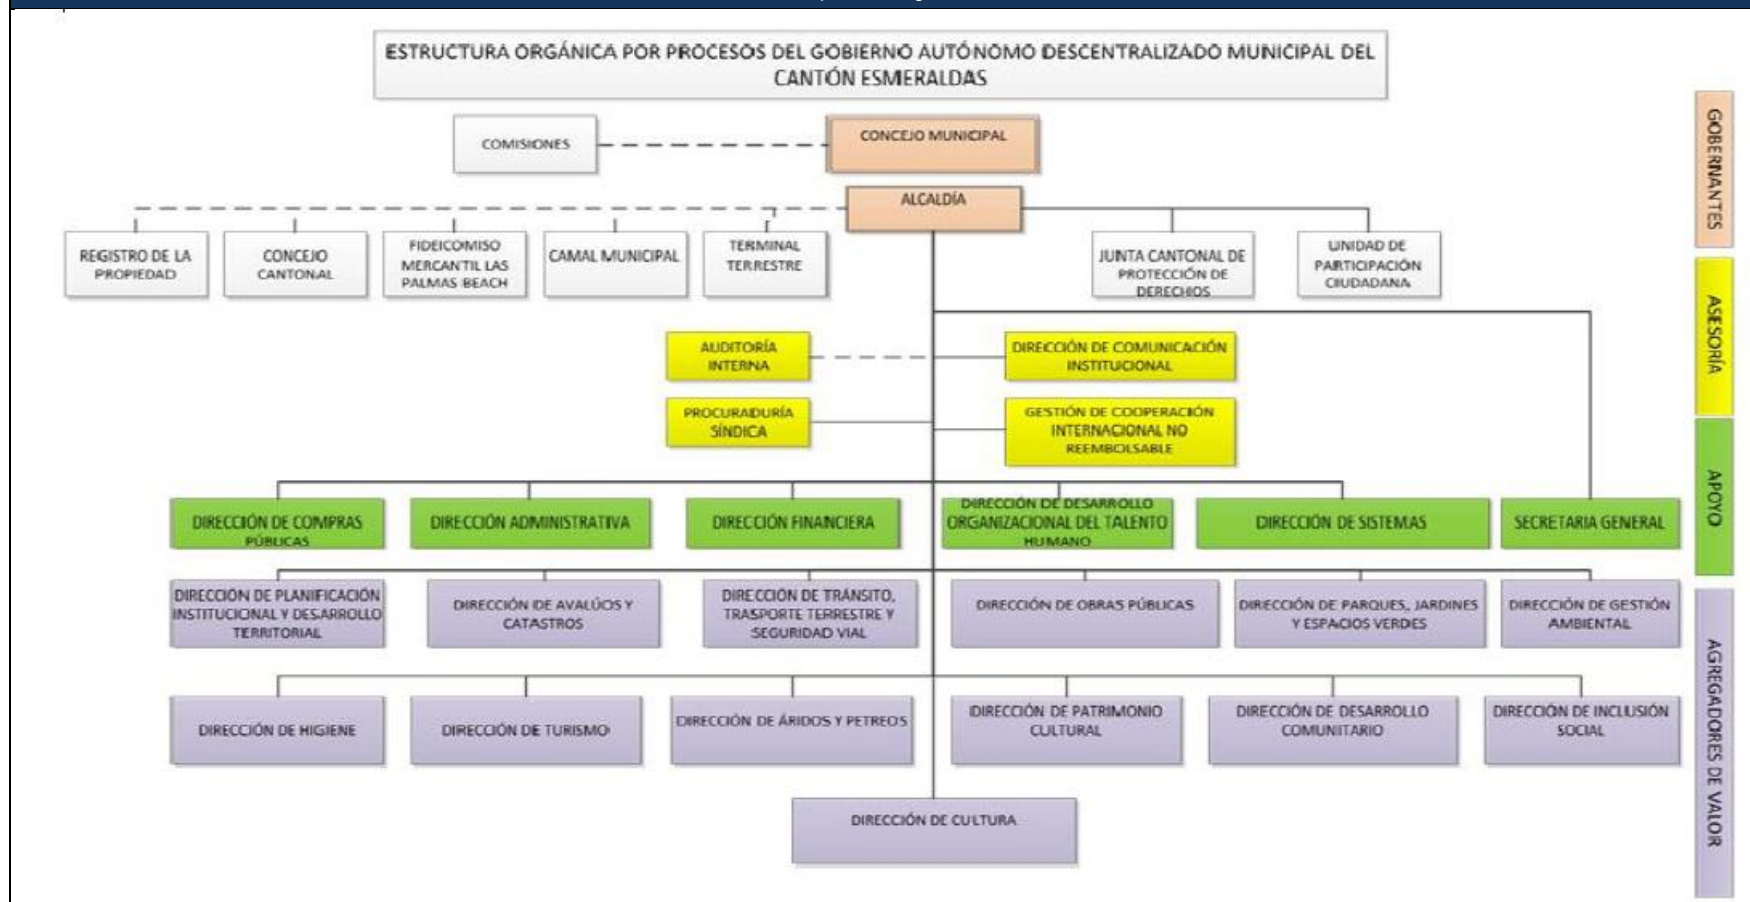 ESTRUCTURA ORGÁNICA POR PROCESOS DEL GOBIERNO AUTÓNOMO DESCENTRALIZADO MUNICIPAL DEL
CANTÓN ESMERALDAS
COMISIONES
CONCEJO MUNICIPAL
ALCALDÍA
REGISTRO DE LA
PROPIEDAD
CONCEJO
CANTONAL
FIDEICOMISO
MERCANTIL LAS
PALMAS BEACH
CAMAL MUNICIPAL
TERMINAL
TERRESTRE
JUNTA CANTONAL DE
PROTECCIÓN DE
DERECHOS
UNIDAD DE
PARTICIPACIÓN
CIUDADANA
GOBERNANTES
AUDITORÍA
INTERNA
DIRECCIÓN DE COMUNICACIÓN
INSTITUCIONAL
PROCURADURÍA
SÍNDICA
GESTIÓN DE COOPERACIÓN
INTERNACIONAL NO
REEMBOLSABLE
ASESORÍA
DIRECCIÓN DE COMPRAS
PÚBLICAS
DIRECCIÓN ADMINISTRATIVA
DIRECCIÓN FINANCIERA
DIRECCIÓN DE DESARROLLO
ORGANIZACIONAL DEL TALENTO
HUMANO
DIRECCIÓN DE SISTEMAS
SECRETARIA GENERAL
APOYO
DIRECCIÓN DE PLANIFICACIÓN
INSTITUCIONAL Y DESARROLLO
TERRITORIAL
DIRECCIÓN DE AVALÚOS Y
CATASTROS
DIRECCIÓN DE TRÁNSITO,
TRASPORTE TERRESTRE Y
SEGURIDAD VIAL
DIRECCIÓN DE OBRAS PÚBLICAS
DIRECCIÓN DE PARQUES, JARDINES
Y ESPACIOS VERDES
DIRECCIÓN DE GESTIÓN
AMBIENTAL
DIRECCIÓN DE HIGIENE
DIRECCIÓN DE TURISMO
DIRECCIÓN DE ÁRIDOS Y PETREOS
DIRECCIÓN DE PATRIMONIO
CULTURAL
DIRECCIÓN DE DESARROLLO
COMUNITARIO
DIRECCIÓN DE INCLUSIÓN
SOCIAL
DIRECCIÓN DE CULTURA
AGREGADORES DE VALOR